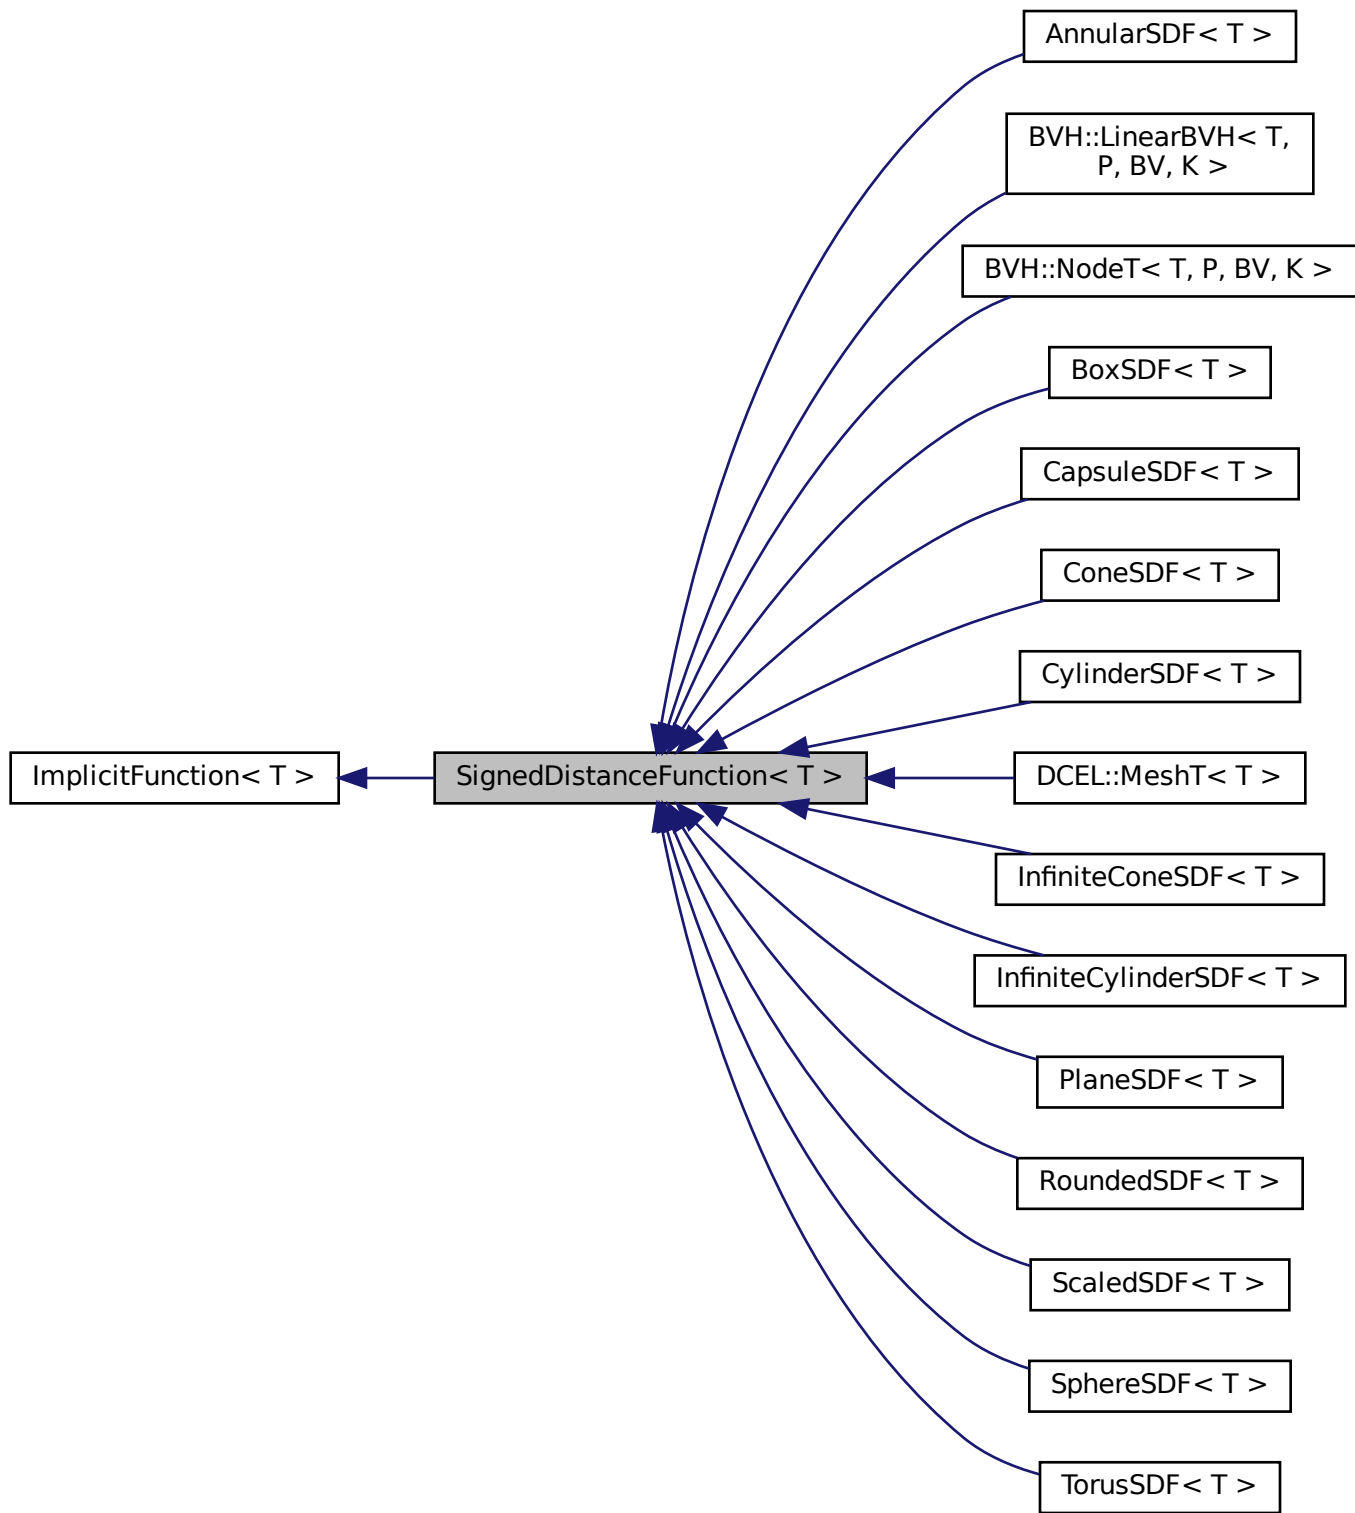 AnnularSDF< T >
BVH::LinearBVH< T,
P, BV, K >
BVH::NodeT< T, P, BV, K >
BoxSDF< T >
CapsuleSDF< T >
ConeSDF< T >
CylinderSDF< T >
ImplicitFunction< T >
SignedDistanceFunction< T >
DCEL::MeshT< T >
InfiniteConeSDF< T >
InfiniteCylinderSDF< T >
PlaneSDF< T >
RoundedSDF< T >
ScaledSDF< T >
SphereSDF< T >
TorusSDF< T >